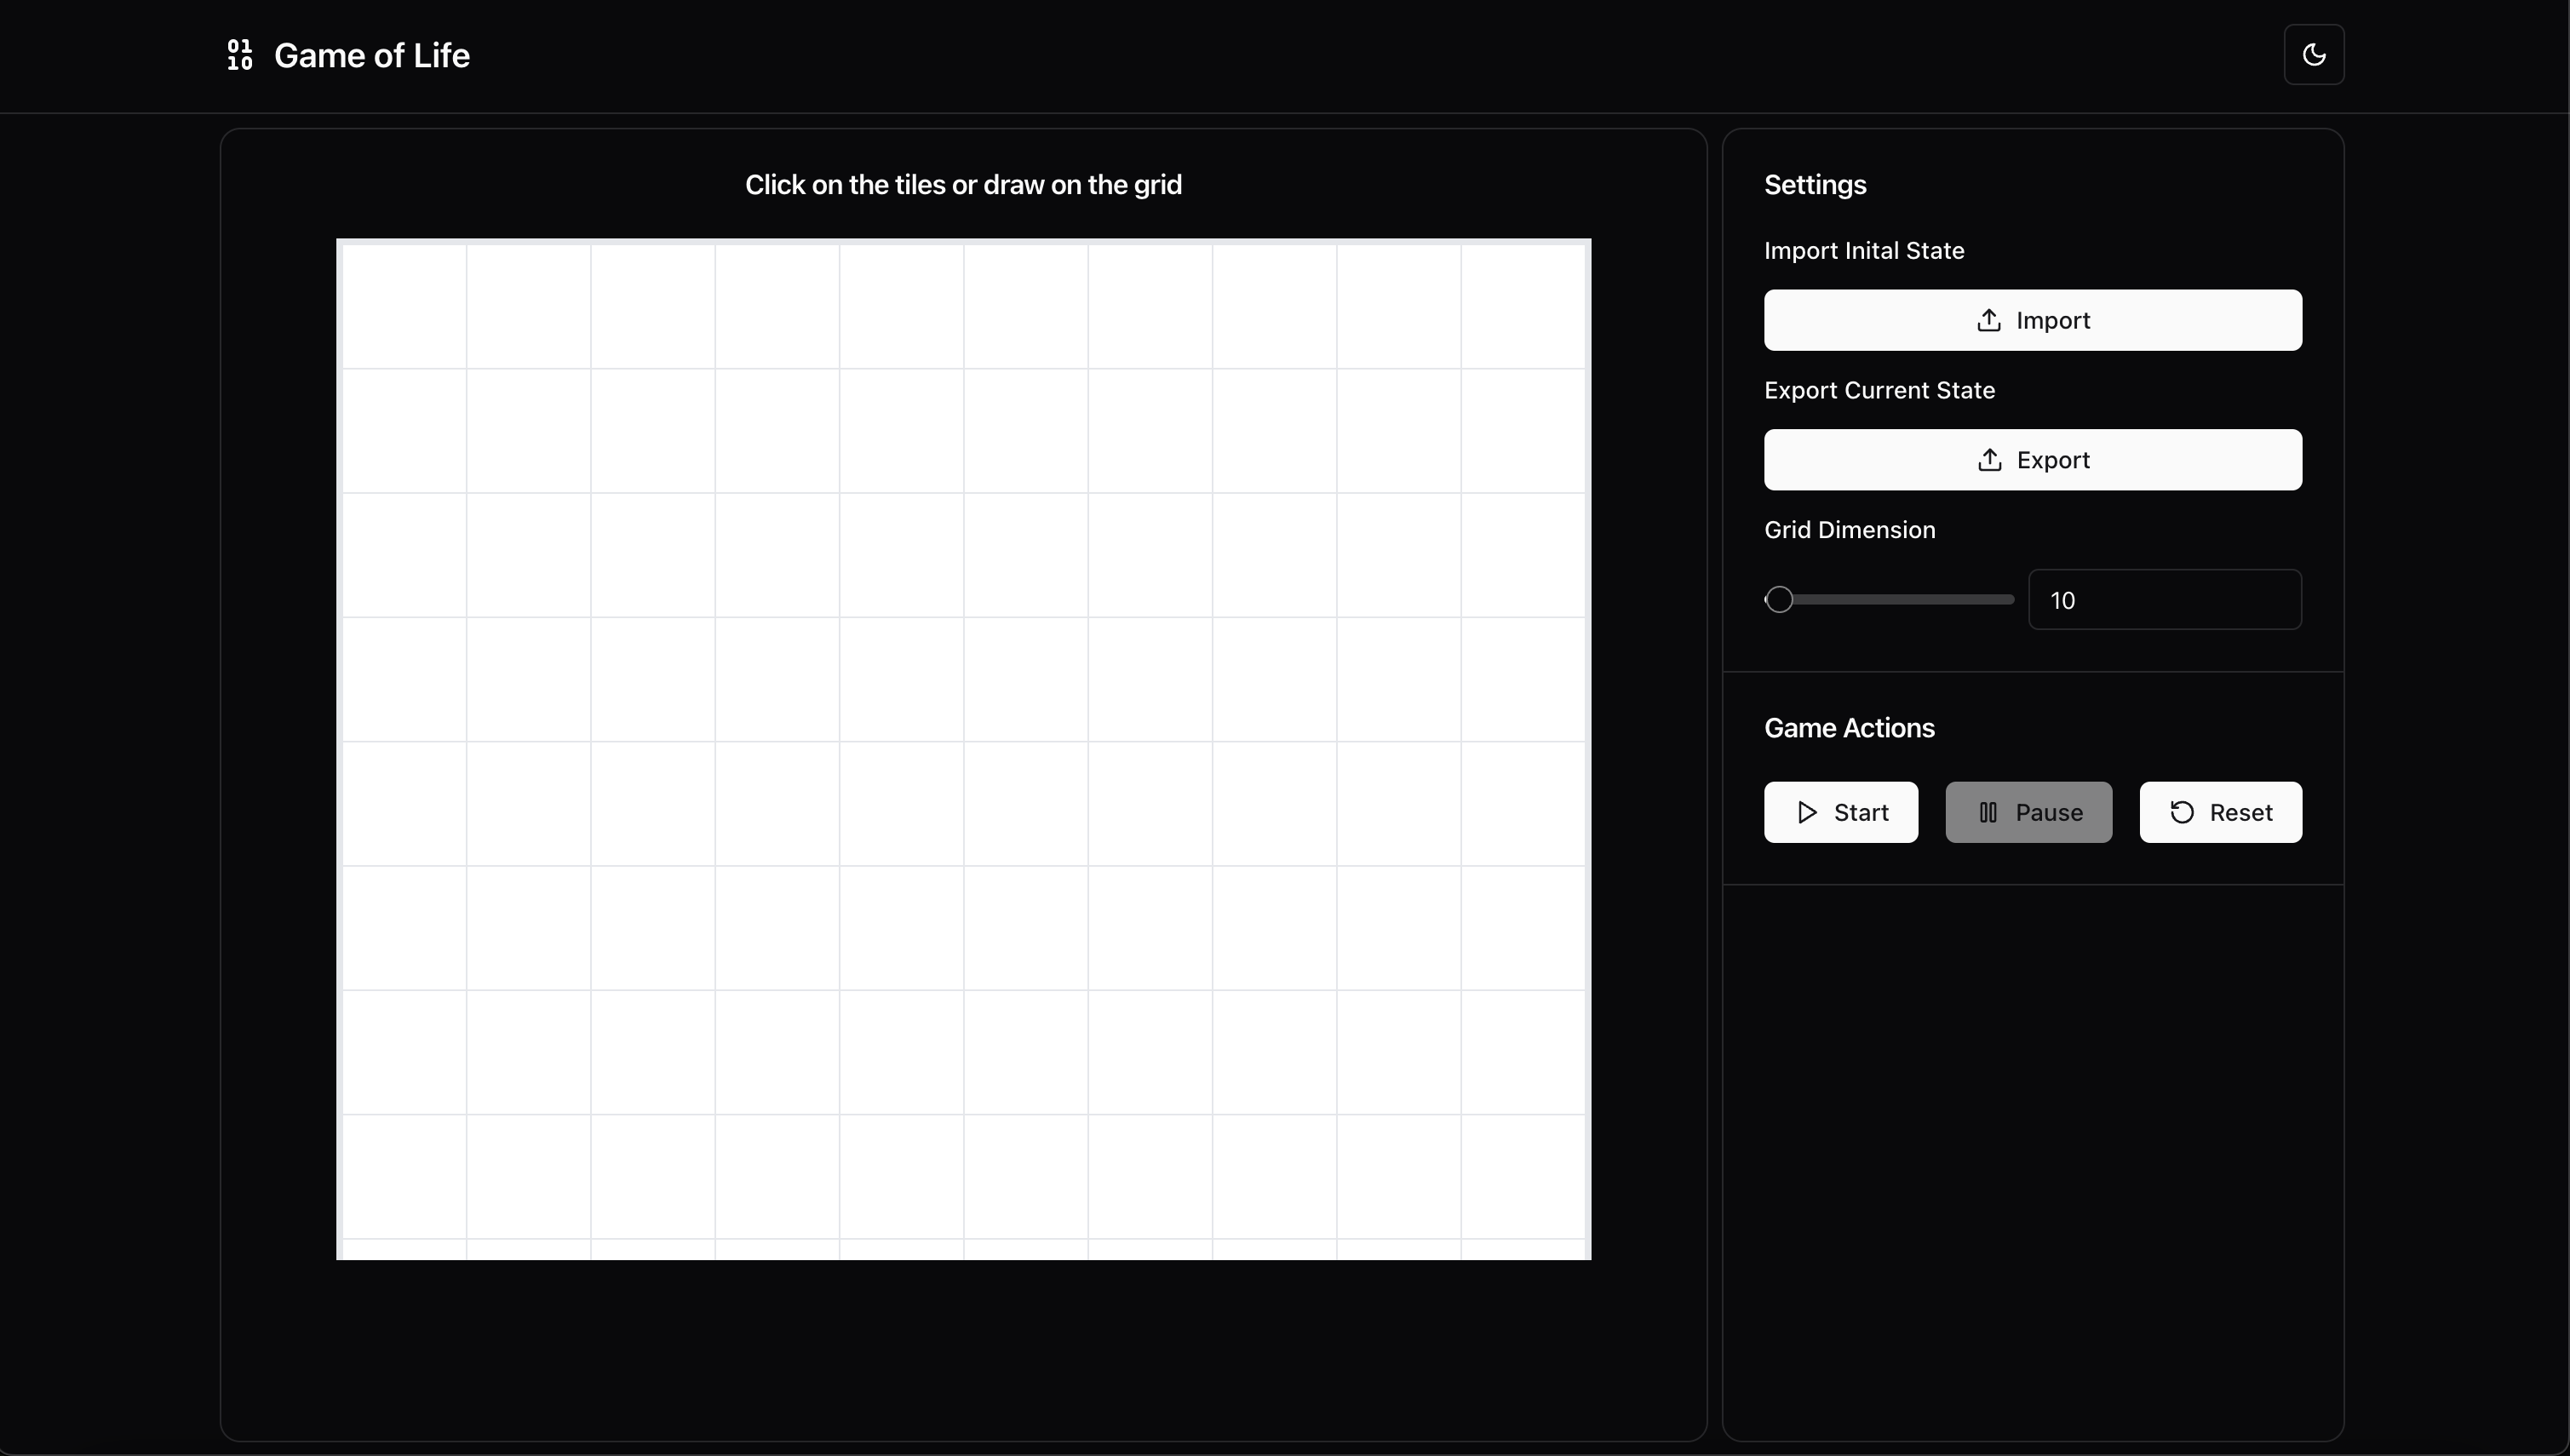 01
10
Game of Life
Click on the tiles or draw on the grid
Settings
Import Inital State
Import
Export Current State
Export
Grid Dimension
10
Game Actions
Start
Pause
Reset